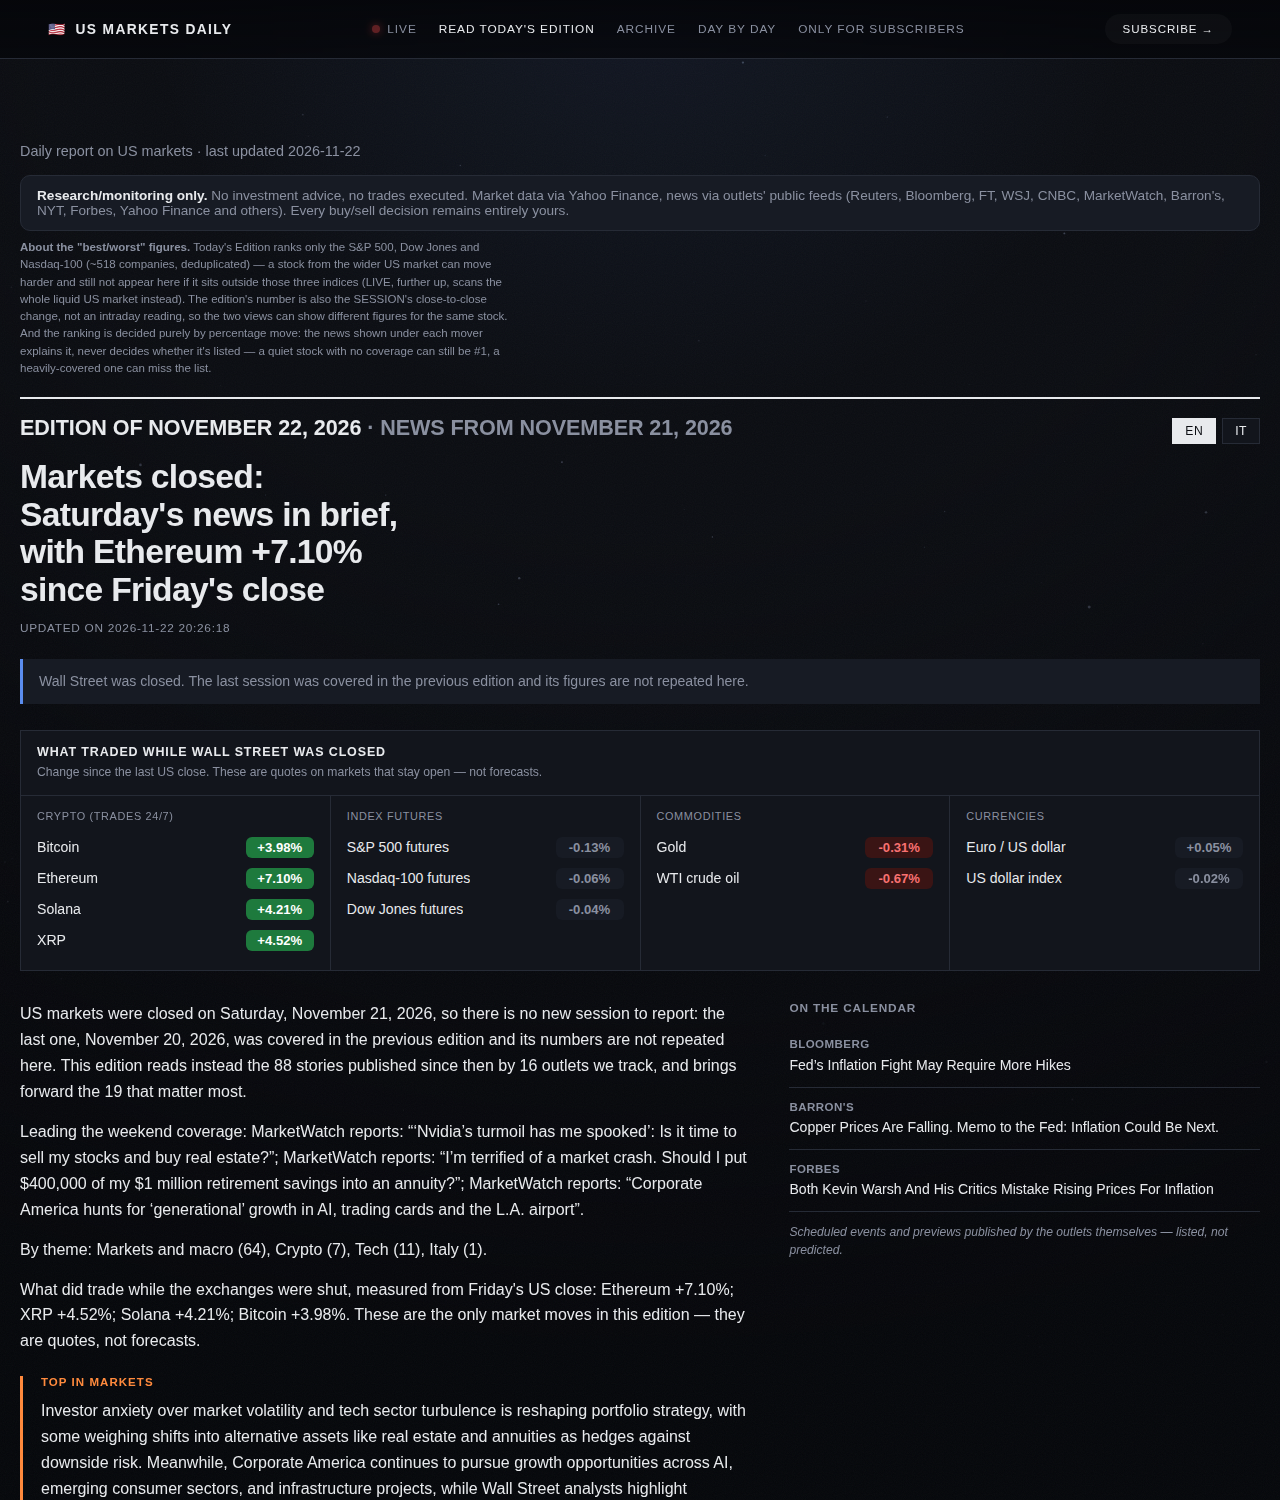 🇺🇸 US MARKETS DAILY
LIVE
READ TODAY'S EDITION
ARCHIVE
DAY BY DAY
ONLY FOR SUBSCRIBERS
SUBSCRIBE →
Daily report on US markets · last updated 2026-11-22
Research/monitoring only. No investment advice, no trades executed. Market data via Yahoo Finance, news via outlets' public feeds (Reuters, Bloomberg, FT, WSJ, CNBC, MarketWatch, Barron's,
NYT, Forbes, Yahoo Finance and others). Every buy/sell decision remains entirely yours.
About the "best/worst" figures. Today's Edition ranks only the S&P 500, Dow Jones and
Nasdaq-100 (~518 companies, deduplicated) — a stock from the wider US market can move
harder and still not appear here if it sits outside those three indices (LIVE, further up, scans the
whole liquid US market instead). The edition's number is also the SESSION's close-to-close
change, not an intraday reading, so the two views can show different figures for the same stock.
And the ranking is decided purely by percentage move: the news shown under each mover
explains it, never decides whether it's listed — a quiet stock with no coverage can still be #1, a
heavily-covered one can miss the list.
EDITION OF NOVEMBER 22, 2026 · NEWS FROM NOVEMBER 21, 2026
EN
IT
Markets closed:
Saturday's news in brief,
with Ethereum +7.10%
since Friday's close
UPDATED ON 2026-11-22 20:26:18
Wall Street was closed. The last session was covered in the previous edition and its figures are not repeated here.
WHAT TRADED WHILE WALL STREET WAS CLOSED
Change since the last US close. These are quotes on markets that stay open — not forecasts.
CRYPTO (TRADES 24/7)
Bitcoin +3.98%
Ethereum +7.10%
Solana +4.21%
XRP +4.52%
INDEX FUTURES
S&P 500 futures -0.13%
Nasdaq-100 futures -0.06%
Dow Jones futures -0.04%
COMMODITIES
Gold -0.31%
WTI crude oil -0.67%
CURRENCIES
Euro / US dollar +0.05%
US dollar index -0.02%
US markets were closed on Saturday, November 21, 2026, so there is no new session to report: the
last one, November 20, 2026, was covered in the previous edition and its numbers are not repeated
here. This edition reads instead the 88 stories published since then by 16 outlets we track, and brings
forward the 19 that matter most.
Leading the weekend coverage: MarketWatch reports: “‘Nvidia’s turmoil has me spooked’: Is it time to
sell my stocks and buy real estate?”; MarketWatch reports: “I’m terrified of a market crash. Should I put
$400,000 of my $1 million retirement savings into an annuity?”; MarketWatch reports: “Corporate
America hunts for ‘generational’ growth in AI, trading cards and the L.A. airport”.
By theme: Markets and macro (64), Crypto (7), Tech (11), Italy (1).
What did trade while the exchanges were shut, measured from Friday's US close: Ethereum +7.10%;
XRP +4.52%; Solana +4.21%; Bitcoin +3.98%. These are the only market moves in this edition — they
are quotes, not forecasts.
TOP IN MARKETS
Investor anxiety over market volatility and tech sector turbulence is reshaping portfolio strategy, with
some weighing shifts into alternative assets like real estate and annuities as hedges against
downside risk. Meanwhile, Corporate America continues to pursue growth opportunities across AI,
emerging consumer sectors, and infrastructure projects, while Wall Street analysts highlight
ON THE CALENDAR
BLOOMBERG
Fed’s Inflation Fight May Require More Hikes
BARRON'S
Copper Prices Are Falling. Memo to the Fed: Inflation Could Be Next.
FORBES
Both Kevin Warsh And His Critics Mistake Rising Prices For Inflation
Scheduled events and previews published by the outlets themselves — listed, not
predicted.